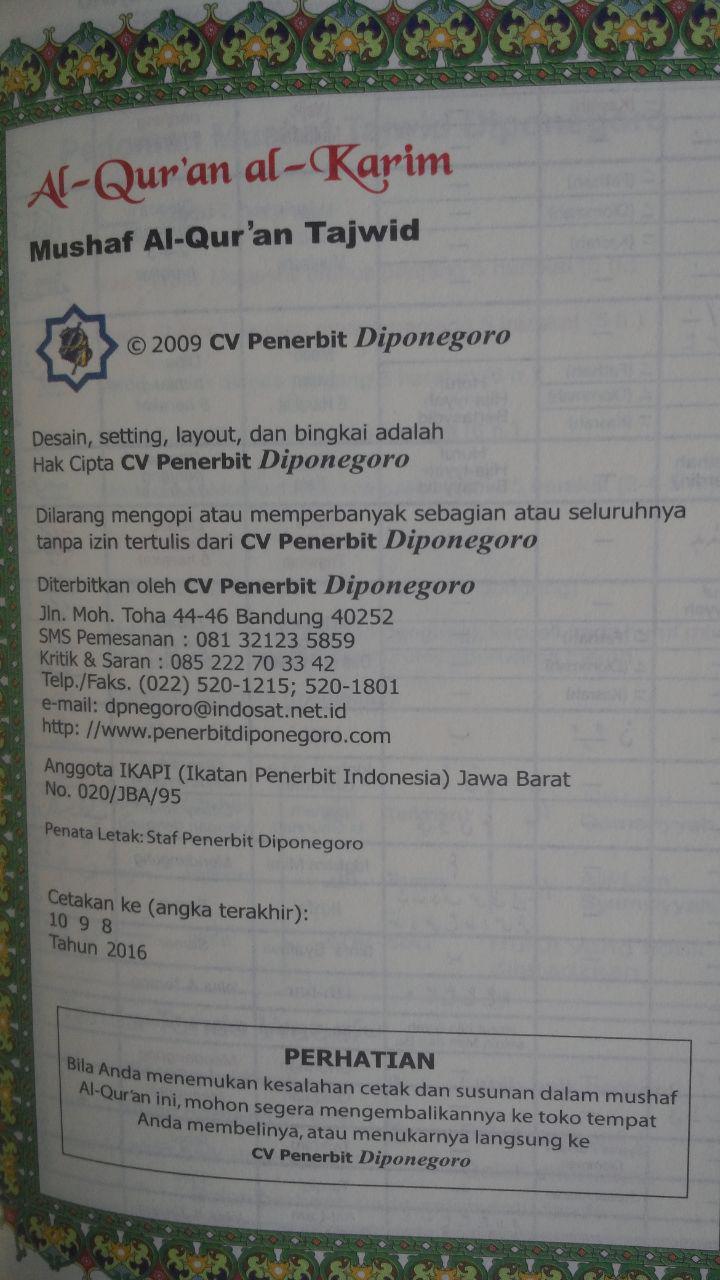 Al-Qur'an al-Karim
Mushaf Al-Qur'an Tajwid
© 2009 CV Penerbit Diponegoro
Desain, setting, layout, dan bingkai adalah
Hak Cipta CV Penerbit Diponegoro
Dilarang mengopi atau memperbanyak sebagian atau seluruhnya
tanpa izin tertulis dari CV Penerbit Diponegoro
Diterbitkan oleh CV Penerbit Diponegoro
Jln. Moh. Toha 44-46 Bandung 40252
SMS Pemesanan : 081 32123 5859
Kritik & Saran : 085 222 70 33 42
Telp./Faks. (022) 520-1215; 520-1801
e-mail: dpnegoro@indosat.net.id
http: //www.penerbitdiponegoro.com
Anggota IKAPI (Ikatan Penerbit Indonesia) Jawa Barat
No. 020/JBA/95
Penata Letak: Staf Penerbit Diponegoro
Cetakan ke (angka terakhir):
10 9 8
Tahun 2016
PERHATIAN
Bila Anda menemukan kesalahan cetak dan susunan dalam mushaf
Al-Qur'an ini, mohon segera mengembalikannya ke toko tempat
Anda membelinya, atau menukarnya langsung ke
CV Penerbit Diponegoro